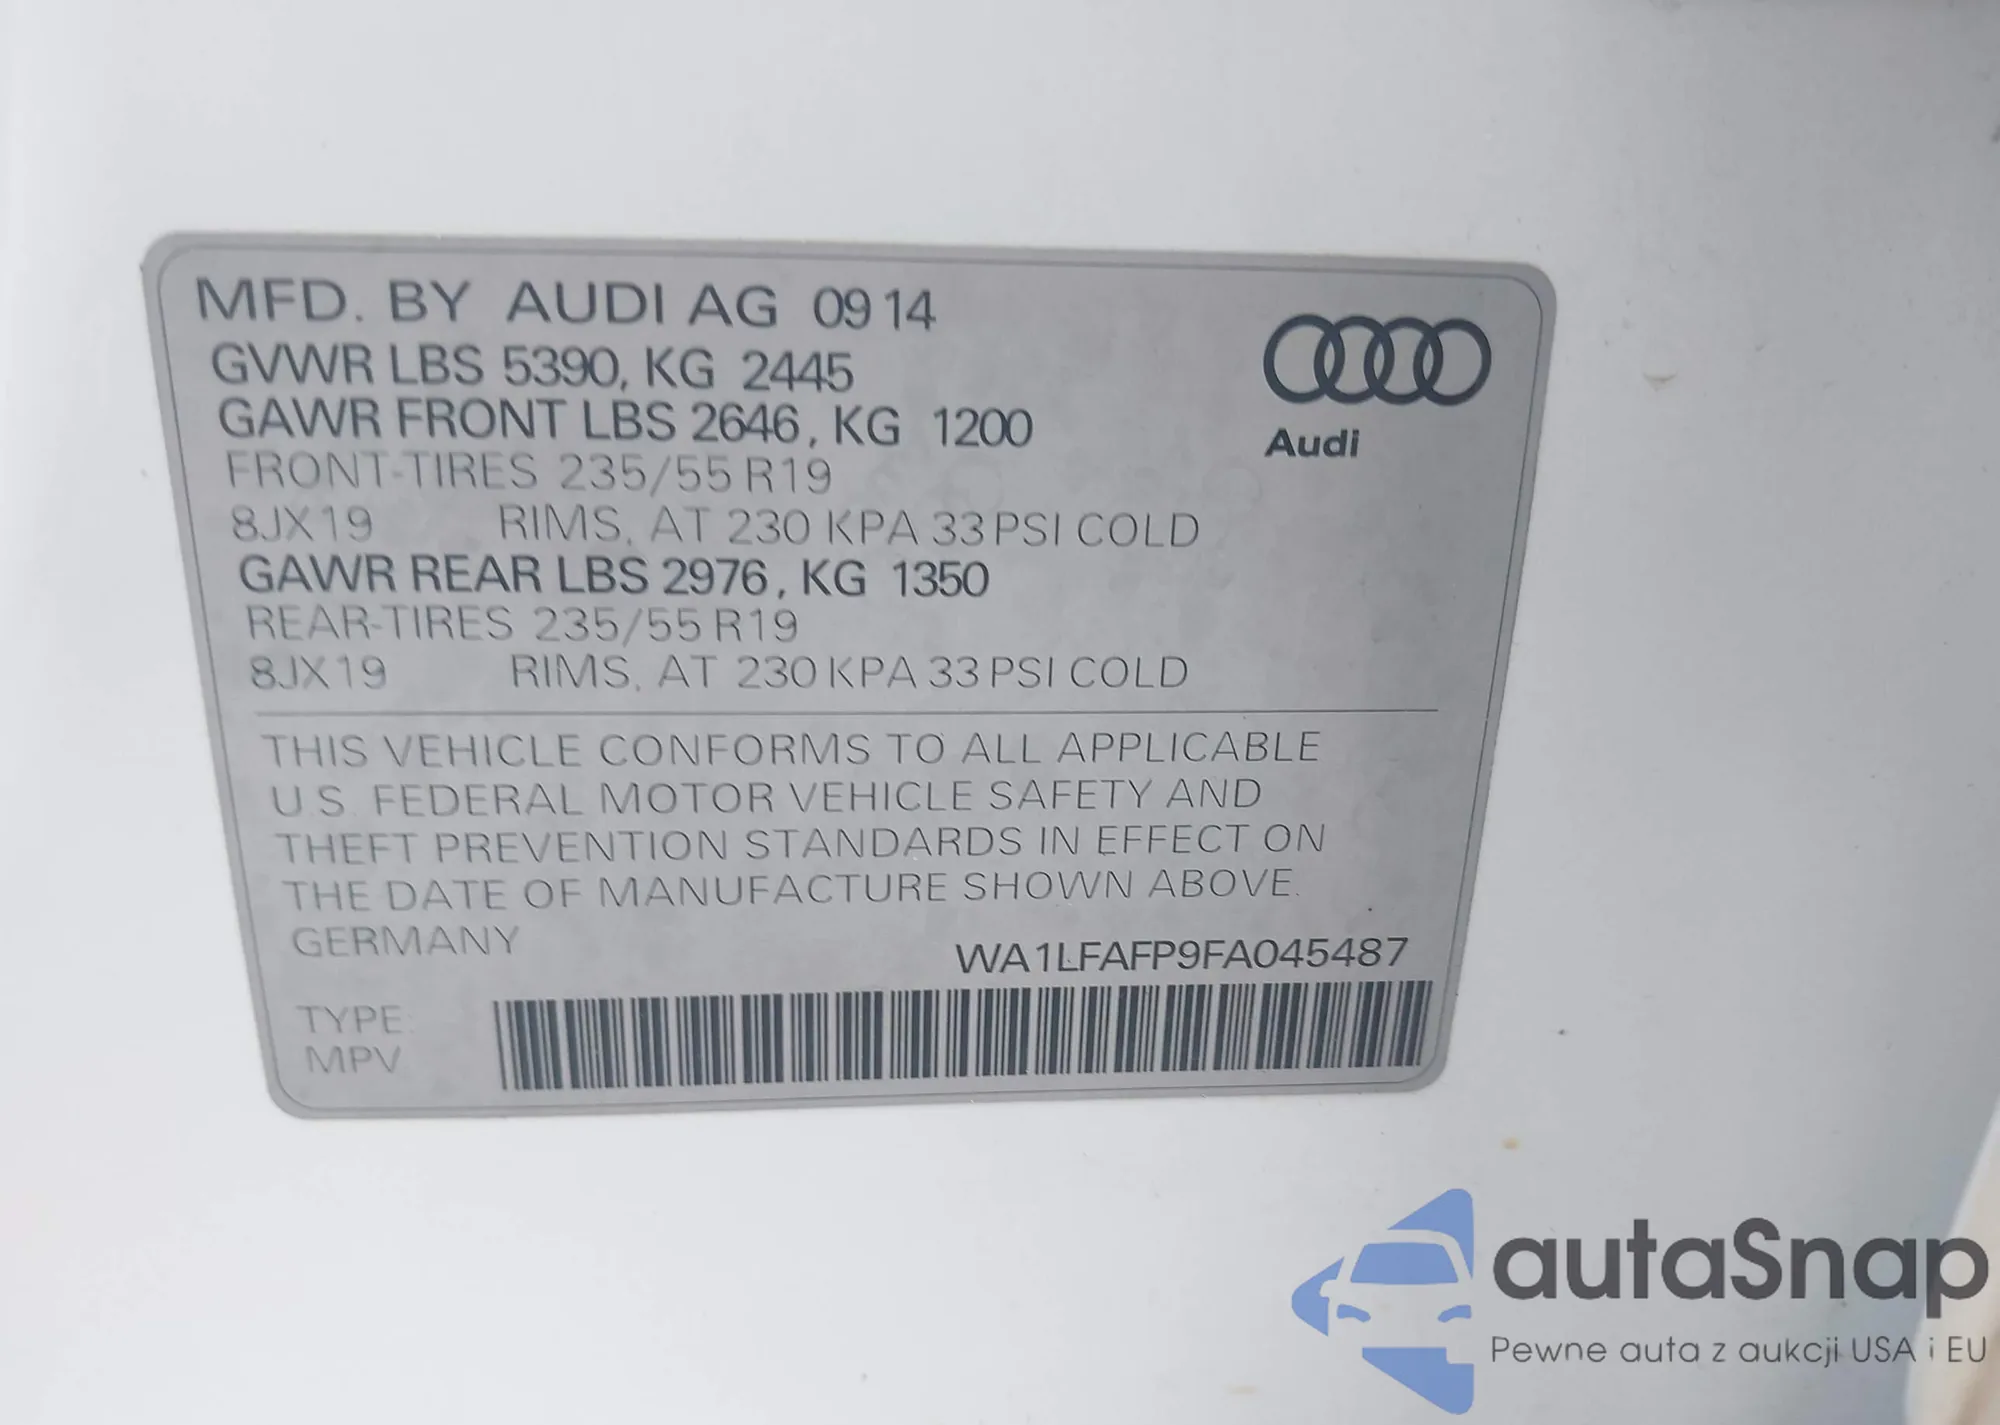 MFD. BY AUDI AG 09 14
GVWR LBS 5390, KG 2445
GAWR FRONT LBS 2646, KG 1200
FRONT-TIRES 235/55 R19
8JX19 RIMS, AT 230 KPA 33 PSI COLD
GAWR REAR LBS 2976, KG 1350
REAR-TIRES 235/55 R19
8JX19 RIMS, AT 230 KPA 33 PSI COLD
Audi
THIS VEHICLE CONFORMS TO ALL APPLICABLE
U.S. FEDERAL MOTOR VEHICLE SAFETY AND
THEFT PREVENTION STANDARDS IN EFFECT ON
THE DATE OF MANUFACTURE SHOWN ABOVE.
GERMANY
WA1LFAFP9FA045487
TYPE:
MPV
autaSnap
Pewne auta z aukcji USA i EU